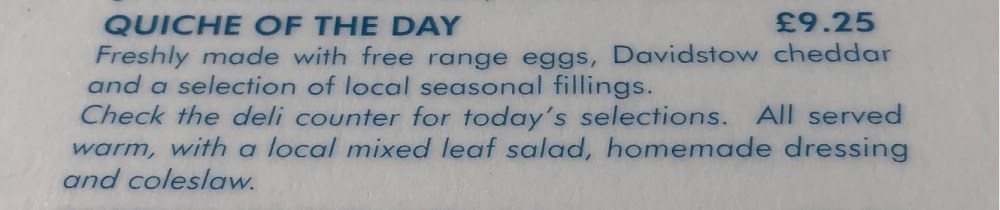 QUICHE OF THE DAY £9.25
Freshly made with free range eggs, Davidstow cheddar
and a selection of local seasonal fillings.
Check the deli counter for today's selections. All served
warm, with a local mixed leaf salad, homemade dressing
and coleslaw.